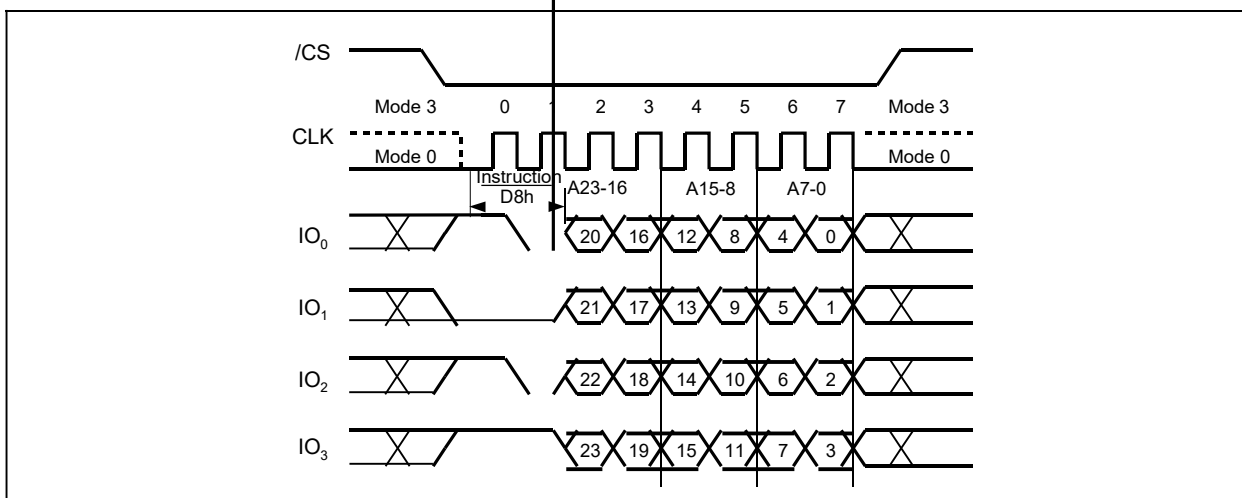 /CS
Mode 3 0 1 2 3 4 5 6 7 Mode 3
CLK
Mode 0 Mode 0
Instruction A23-16 A15-8 A7-0
D8h
IO0 20 16 12 8 4 0
IO1 21 17 13 9 5 1
IO2 22 18 14 10 6 2
IO3 23 19 15 11 7 3